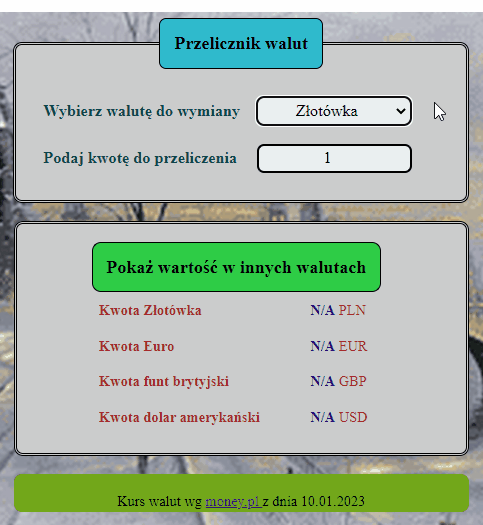 Przelicznik walut
Wybierz walutę do wymiany Złotówka
Podaj kwotę do przeliczenia 1
Pokaż wartość w innych walutach
Kwota Złotówka N/A PLN
Kwota Euro N/A EUR
Kwota funt brytyjski N/A GBP
Kwota dolar amerykański N/A USD
Kurs walut wg money.pl z dnia 10.01.2023